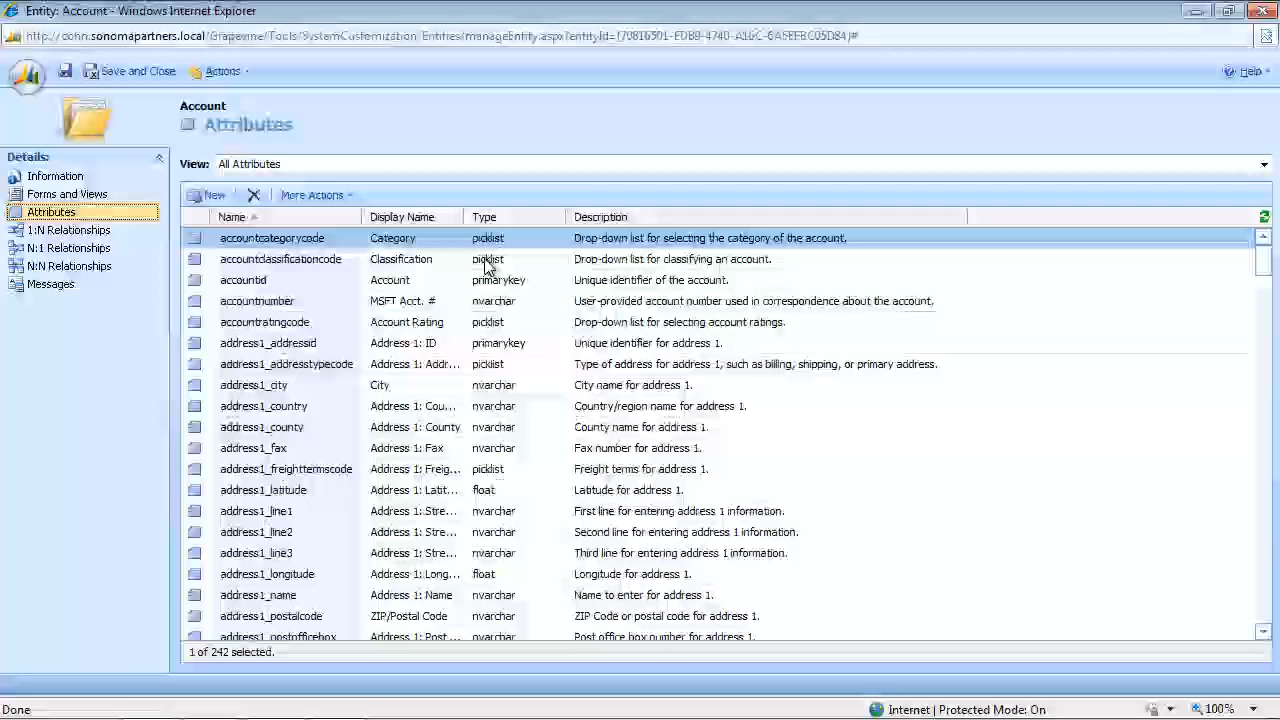 Entity: Account - Windows Internet Explorer
Save and Close Actions Help
Account
Attributes
Details:
Information
Forms and Views
Attributes
1:N Relationships
N:1 Relationships
N:N Relationships
Messages
View: All Attributes
New More Actions
Name Display Name Type Description
accountcategorycode Category picklist Drop-down list for selecting the category of the account.
accountclassificationcode Classification picklist Drop-down list for classifying an account.
accountid Account primarykey Unique identifier of the account.
accountnumber MSFT Acct. # nvarchar User-provided account number used in correspondence about the account.
accountratingcode Account Rating picklist Drop-down list for selecting account ratings.
address1_addressid Address 1: ID primarykey Unique identifier for address 1.
address1_addresstypecode Address 1: Addr... picklist Type of address for address 1, such as billing, shipping, or primary address.
address1_city City nvarchar City name for address 1.
address1_country Address 1: Cou... nvarchar Country/region name for address 1.
address1_county Address 1: County nvarchar County name for address 1.
address1_fax Address 1: Fax nvarchar Fax number for address 1.
address1_freighttermscode Address 1: Freig... picklist Freight terms for address 1.
address1_latitude Address 1: Latit... float Latitude for address 1.
address1_line1 Address 1: Stre... nvarchar First line for entering address 1 information.
address1_line2 Address 1: Stre... nvarchar Second line for entering address 1 information.
address1_line3 Address 1: Stre... nvarchar Third line for entering address 1 information.
address1_longitude Address 1: Long... float Longitude for address 1.
address1_name Address 1: Name nvarchar Name to enter for address 1.
address1_postalcode ZIP/Postal Code nvarchar ZIP Code or postal code for address 1.
address1_postofficebox Address 1: Post ... nvarchar Post office box number for address 1.
1 of 242 selected.
Done Internet | Protected Mode: On 100%